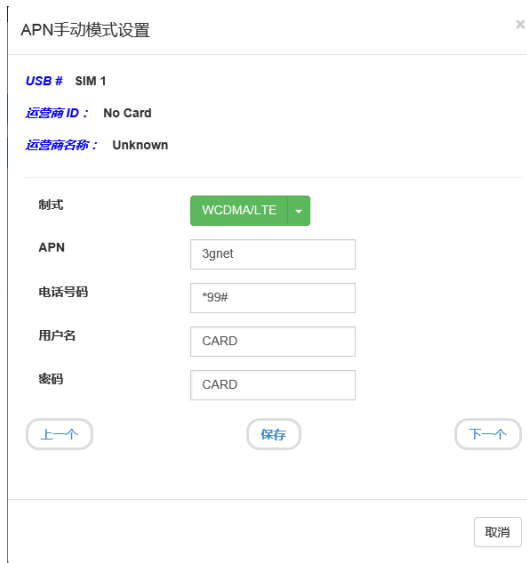 APN手动模式设置 ×
USB # SIM 1
运营商 ID： No Card
运营商名称： Unknown
制式 WCDMA/LTE
APN 3gnet
电话号码 *99#
用户名 CARD
密码 CARD
上一个 保存 下一个
取消